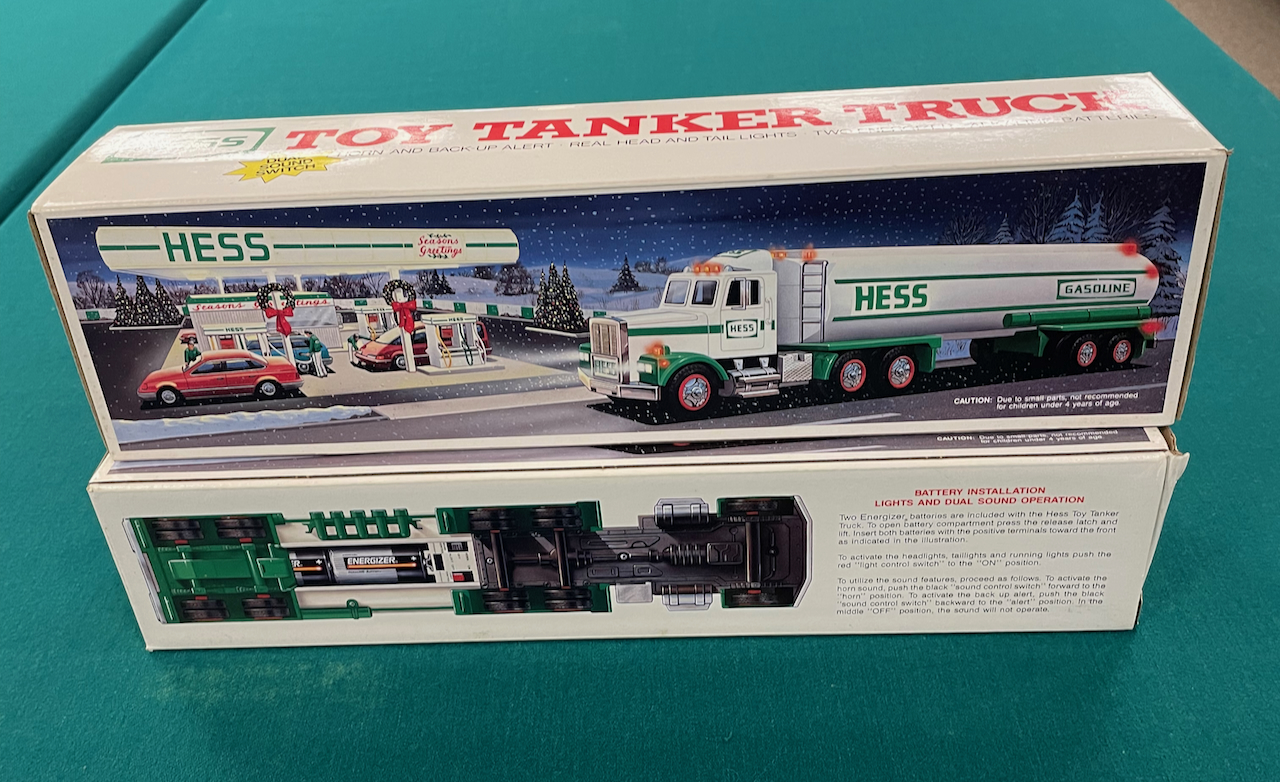 TOY TANKER TRUCK
HORN AND BACK-UP ALERT · REAL HEAD AND TAIL LIGHTS BATTERIES
DUAL
SOUND
SWITCH
HESS
Seasons
Greetings
Seasons
HESS
HESS
HESS
HESS
GASOLINE
CAUTION: Due to small parts, not recommended
for children under 4 years of age.
CAUTION: Due to small parts, not recommended
for children under 4 years of age.
ENERGIZER.
BATTERY INSTALLATION
LIGHTS AND DUAL SOUND OPERATION
Two Energizer batteries are included with the Hess Toy Tanker
Truck. To open battery compartment press the release latch and
lift. Insert both batteries with the positive terminals toward the front
as indicated in the illustration.
To activate the headlights, taillights and running lights push the
red "light control switch" to the "ON" position.
To utilize the sound features, proceed as follows. To activate the
horn sound, push the black "sound control switch" forward to the
"horn" position. To activate the back up alert, push the black
"sound control switch" backward to the "alert" position. In the
middle "OFF" position, the sound will not operate.